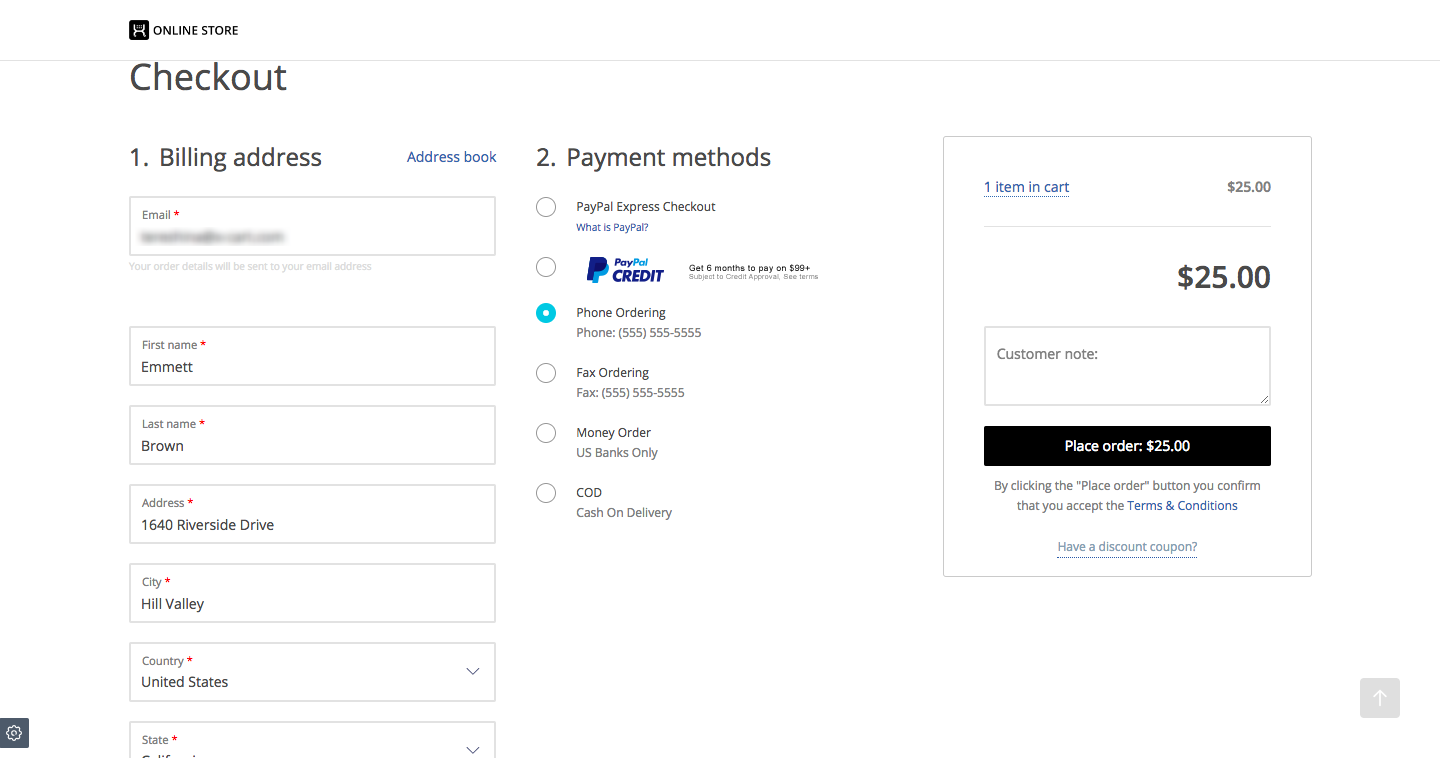 ONLINE STORE
Checkout
1. Billing address
Address book
Email *
Your order details will be sent to your email address
First name *
Emmett
Last name *
Brown
Address *
1640 Riverside Drive
City *
Hill Valley
Country *
United States
State *
2. Payment methods
PayPal Express Checkout
What is PayPal?
PayPal
CREDIT
Get 6 months to pay on $99+
Subject to Credit Approval, See terms
Phone Ordering
Phone: (555) 555-5555
Fax Ordering
Fax: (555) 555-5555
Money Order
US Banks Only
COD
Cash On Delivery
1 item in cart $25.00
$25.00
Customer note:
Place order: $25.00
By clicking the "Place order" button you confirm
that you accept the Terms & Conditions
Have a discount coupon?